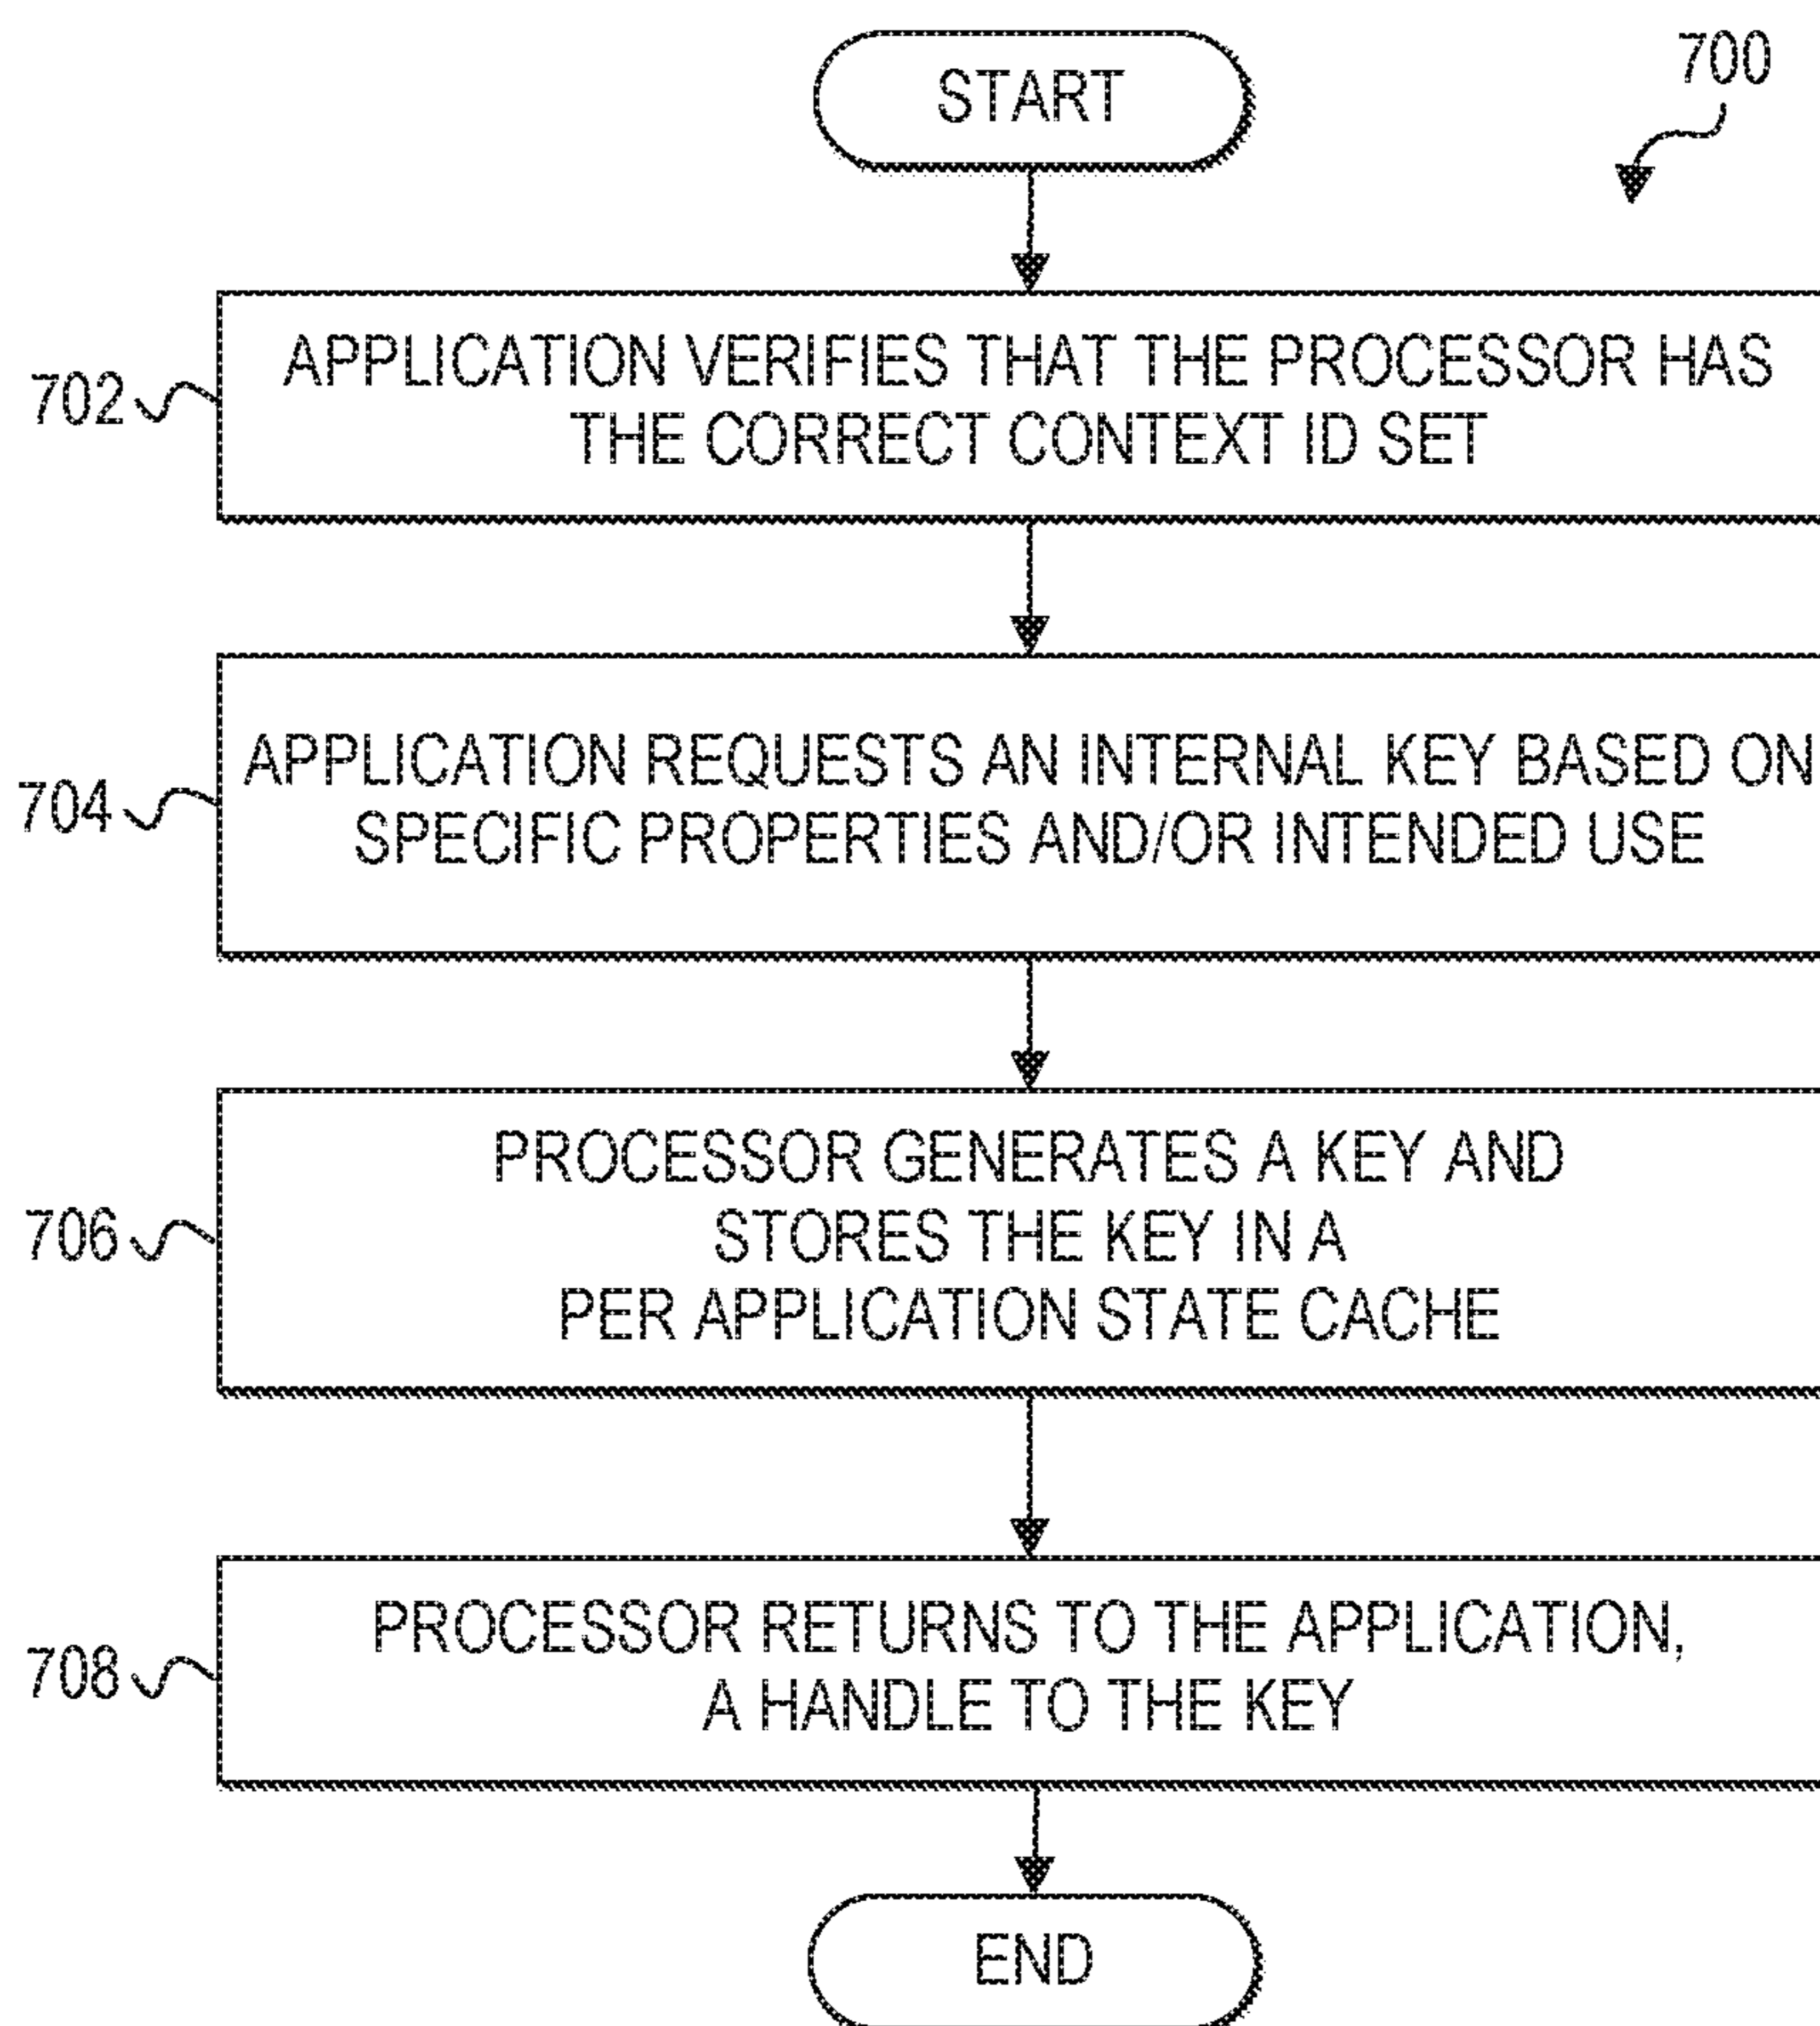 START
700
702
APPLICATION VERIFIES THAT THE PROCESSOR HAS
THE CORRECT CONTEXT ID SET
704
APPLICATION REQUESTS AN INTERNAL KEY BASED ON
SPECIFIC PROPERTIES AND/OR INTENDED USE
706
PROCESSOR GENERATES A KEY AND
STORES THE KEY IN A
PER APPLICATION STATE CACHE
708
PROCESSOR RETURNS TO THE APPLICATION,
A HANDLE TO THE KEY
END